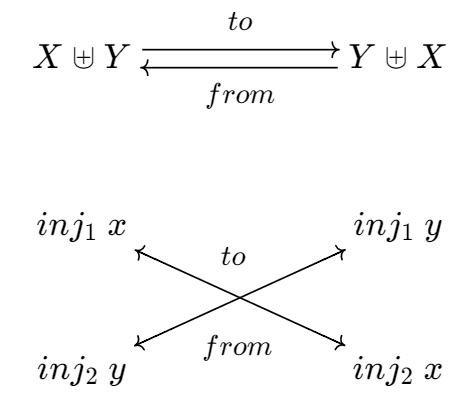 to
X ⊎ Y Y ⊎ X
from
inj₁ x inj₁ y
to
from
inj₂ y inj₂ x